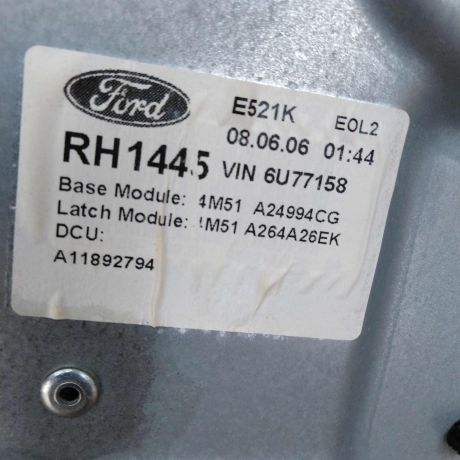 Ford
E521K EOL2
08.06.06 01:44
RH1445 VIN 6U77158
Base Module: 4M51 A24994CG
Latch Module: 4M51 A264A26EK
DCU:
A11892794